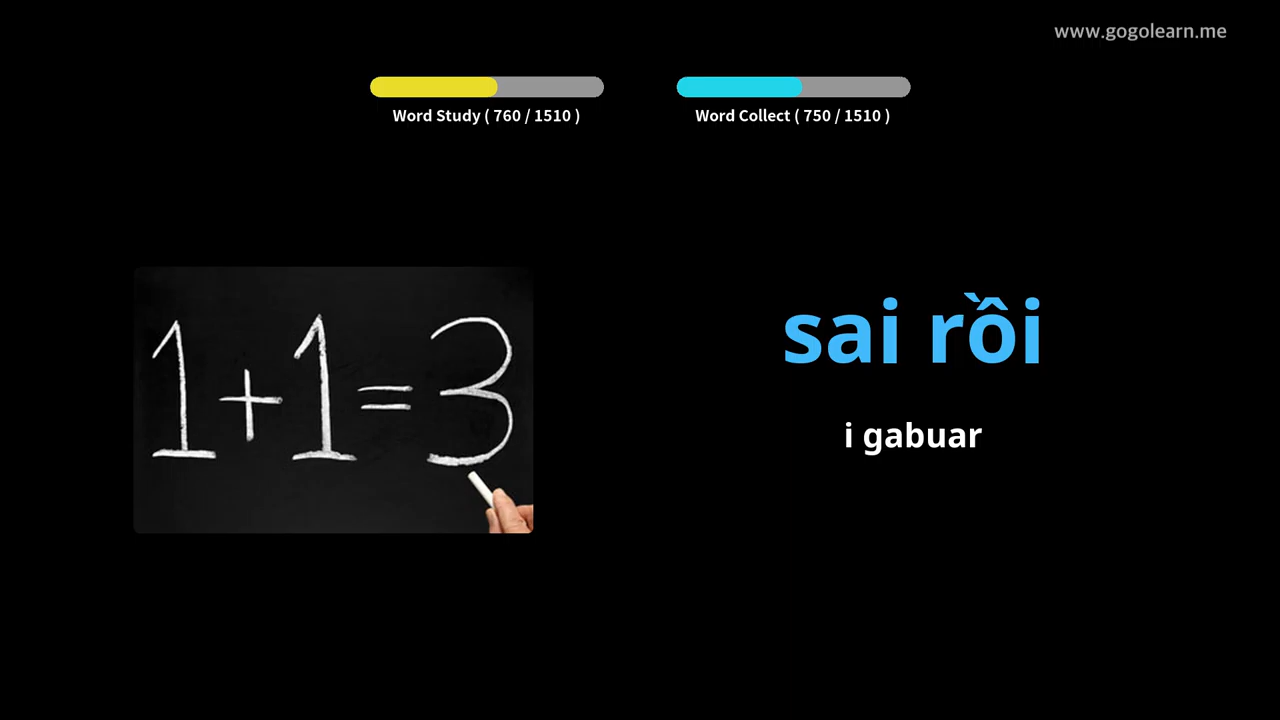 www.gogolearn.me
Word Study ( 760 / 1510 )
Word Collect ( 750 / 1510 )
1+1=3
sai rồi
i gabuar